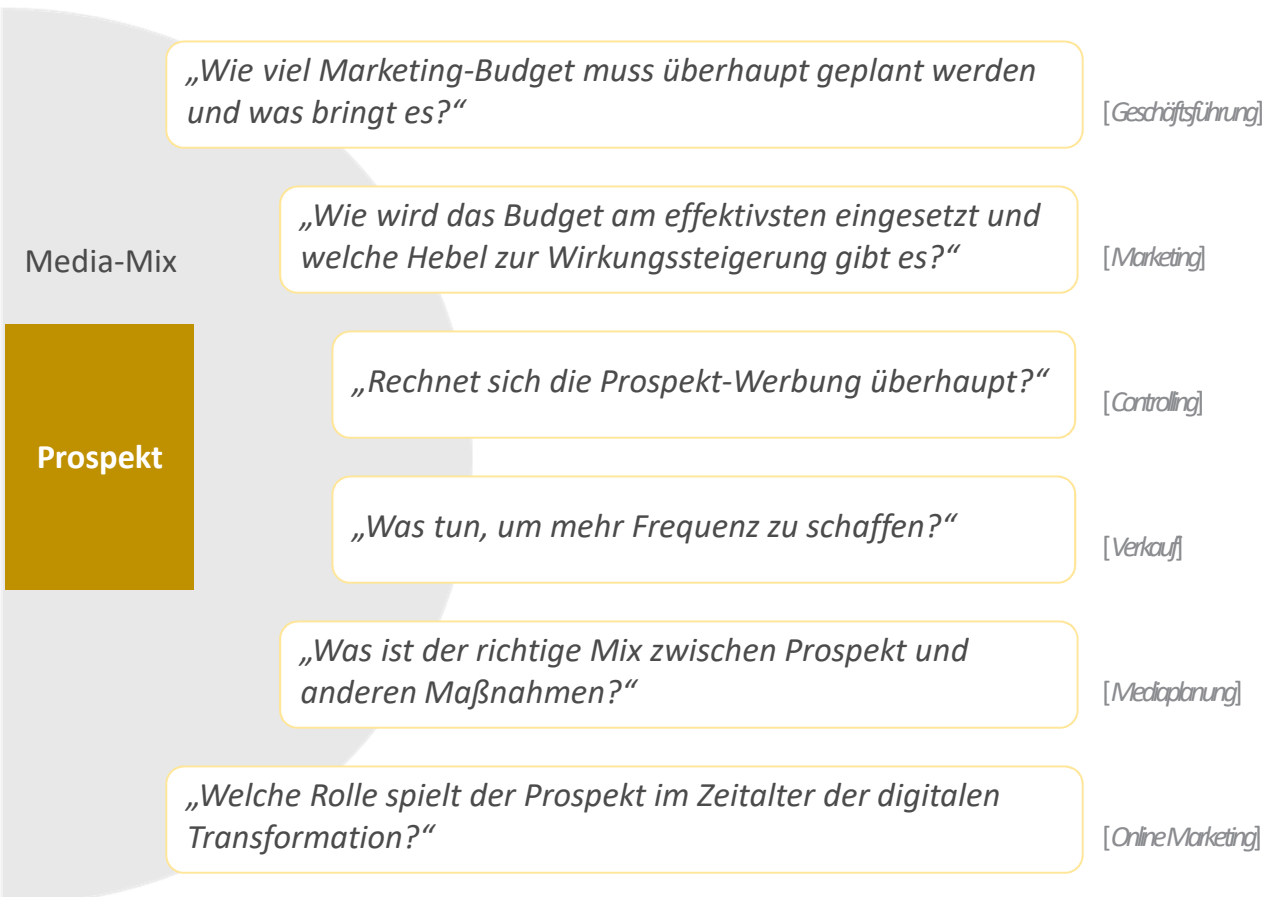 „Wie viel Marketing-Budget muss überhaupt geplant werden
und was bringt es?“
[Geschäftsführung]
„Wie wird das Budget am effektivsten eingesetzt und
welche Hebel zur Wirkungssteigerung gibt es?“
[Marketing]
Media-Mix
„Rechnet sich die Prospekt-Werbung überhaupt?“
[Controlling]
Prospekt
„Was tun, um mehr Frequenz zu schaffen?“
[Verkauf]
„Was ist der richtige Mix zwischen Prospekt und
anderen Maßnahmen?“
[Mediaplanung]
„Welche Rolle spielt der Prospekt im Zeitalter der digitalen
Transformation?“
[Online Marketing]